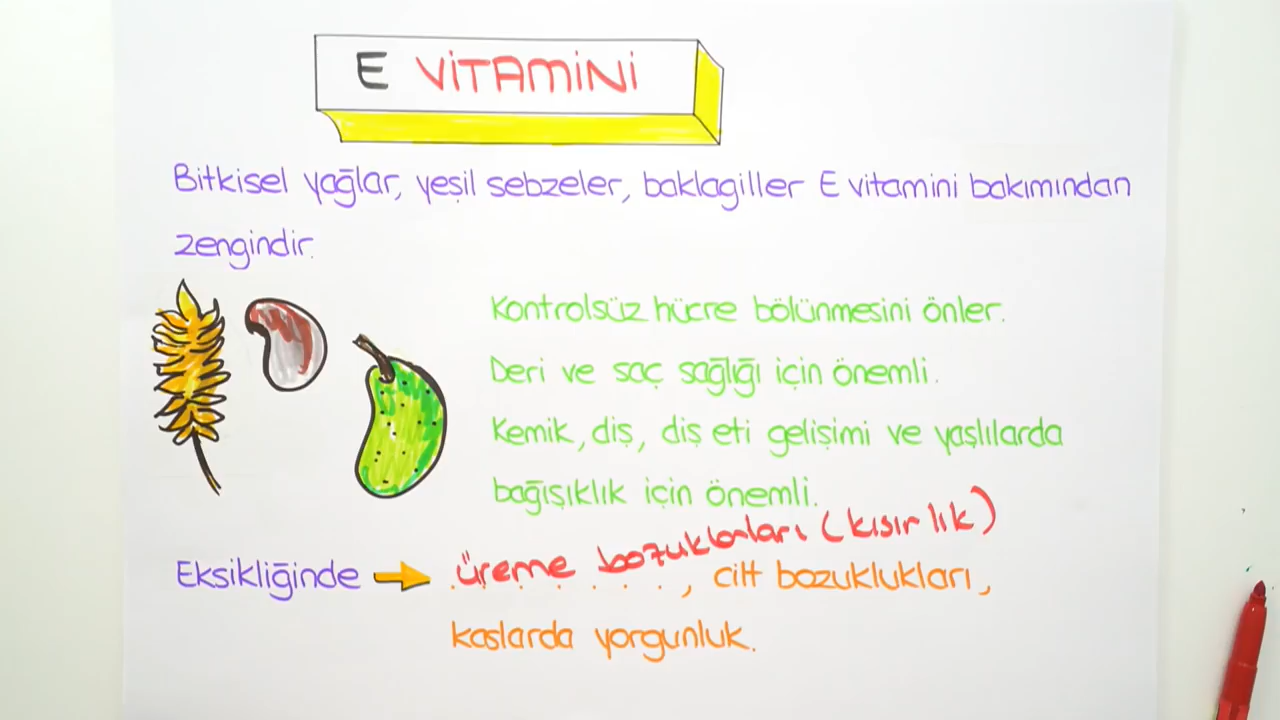 E VİTAMİNİ
Bitkisel yağlar, yeşil sebzeler, baklagiller E vitamini bakımından
zengindir.
Kontrolsüz hücre bölünmesini önler.
Deri ve saç sağlığı için önemli.
Kemik, diş, diş eti gelişimi ve yaşlılarda
bağışıklık için önemli.
Eksikliğinde → üreme bozuklonları (kısırlık)
. . . . . . ., cilt bozuklukları,
kaslarda yorgunluk.